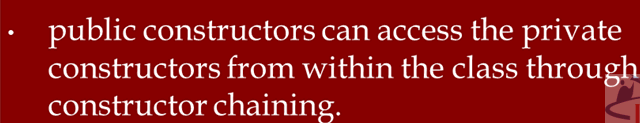 • public constructors can access the private
constructors from within the class through
constructor chaining.